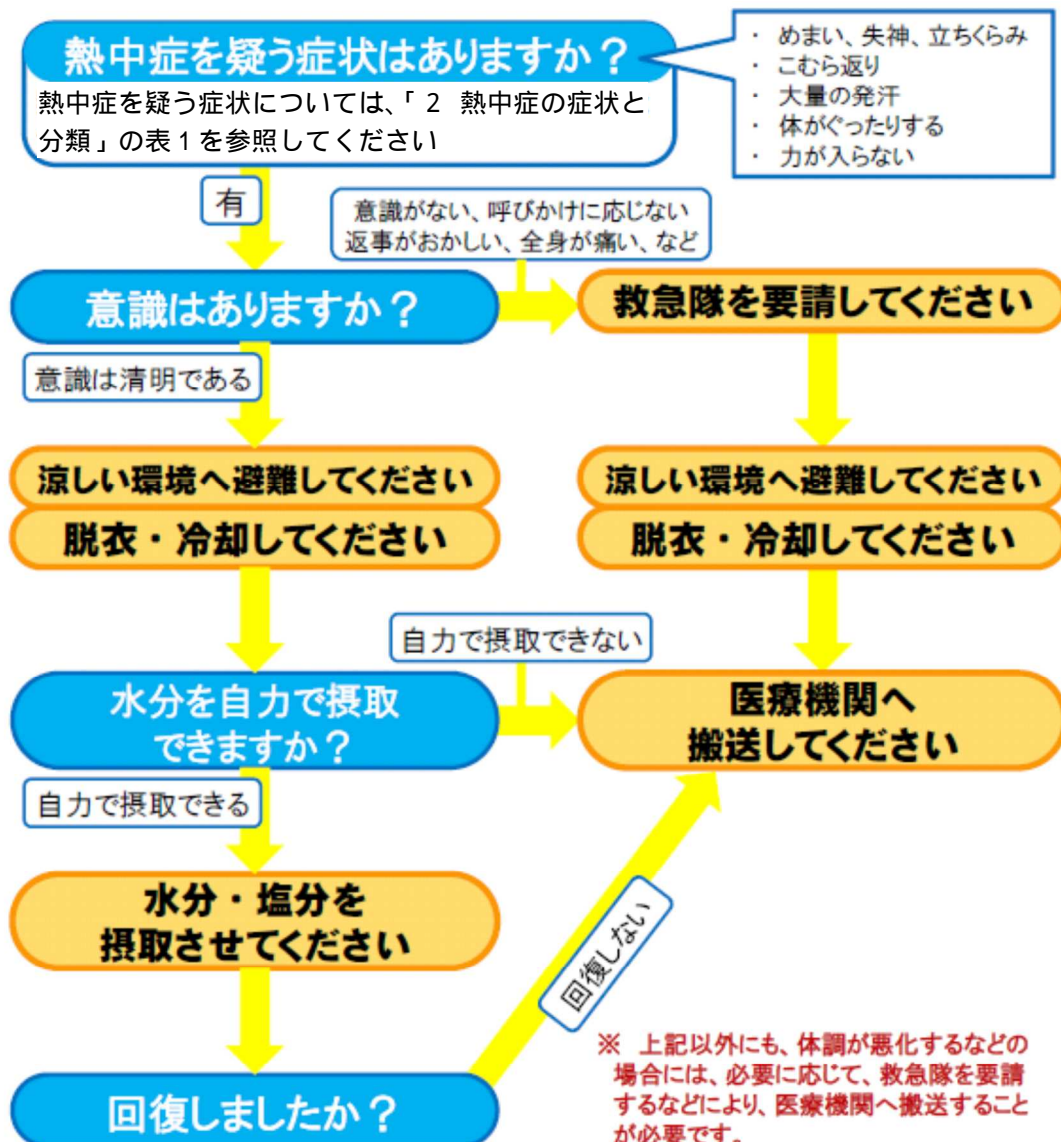 熱中症を疑う症状はありますか？
熱中症を疑う症状については、「２ 熱中症の症状と
分類」の表１を参照してください
・ めまい、失神、立ちくらみ
・ こむら返り
・ 大量の発汗
・ 体がぐったりする
・ 力が入らない
有
意識がない、呼びかけに応じない
返事がおかしい、全身が痛い、など
意識はありますか？
救急隊を要請してください
意識は清明である
涼しい環境へ避難してください
脱衣・冷却してください
涼しい環境へ避難してください
脱衣・冷却してください
自力で摂取できない
水分を自力で摂取
できますか？
医療機関へ
搬送してください
自力で摂取できる
水分・塩分を
摂取させてください
回復しない
回復しましたか？
※ 上記以外にも、体調が悪化するなどの
場合には、必要に応じて、救急隊を要請
するなどにより、医療機関へ搬送すること
が必要です。